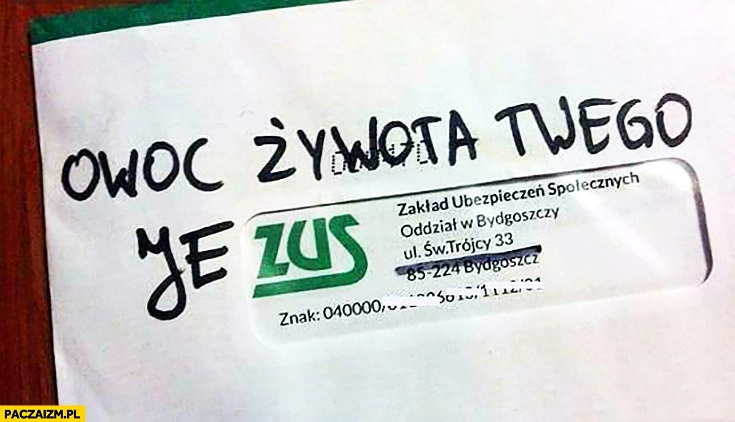 OWOC ŻYWOTA TWEGO
JE ZUS
Zakład Ubezpieczeń Społecznych
Oddział w Bydgoszczy
ul. Św.Trójcy 33
85-224 Bydgoszcz
Znak: 040000/
PACZAIZM.PL